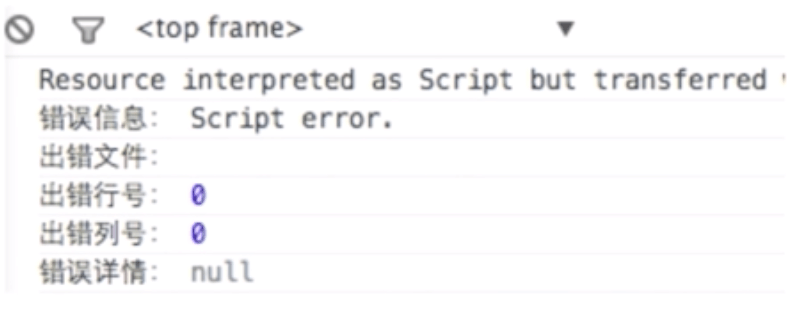 <top frame>
Resource interpreted as Script but transferred
错误信息: Script error.
出错文件:
出错行号: 0
出错列号: 0
错误详情: null